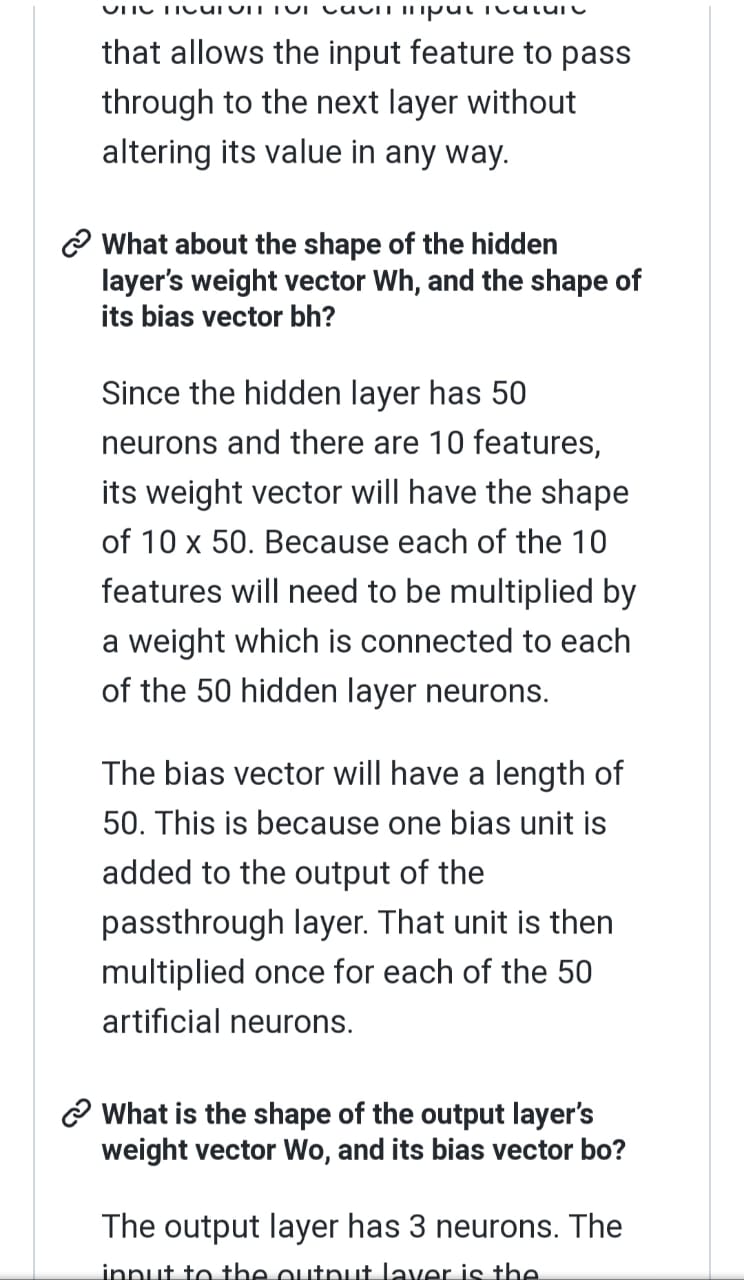 one neuron for each input feature
that allows the input feature to pass
through to the next layer without
altering its value in any way.
What about the shape of the hidden
layer's weight vector Wh, and the shape of
its bias vector bh?
Since the hidden layer has 50
neurons and there are 10 features,
its weight vector will have the shape
of 10 x 50. Because each of the 10
features will need to be multiplied by
a weight which is connected to each
of the 50 hidden layer neurons.
The bias vector will have a length of
50. This is because one bias unit is
added to the output of the
passthrough layer. That unit is then
multiplied once for each of the 50
artificial neurons.
What is the shape of the output layer's
weight vector Wo, and its bias vector bo?
The output layer has 3 neurons. The
input to the output layer is the